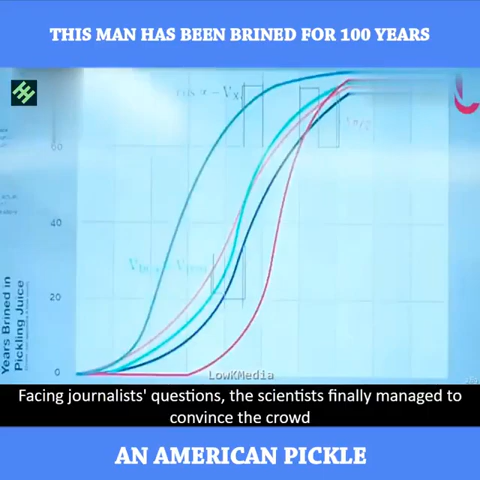 THIS MAN HAS BEEN BRINED FOR 100 YEARS
60
40
20
0
Years Brined in
Pickling Juice
LowKMedia
Facing journalists' questions, the scientists finally managed to
convince the crowd
AN AMERICAN PICKLE